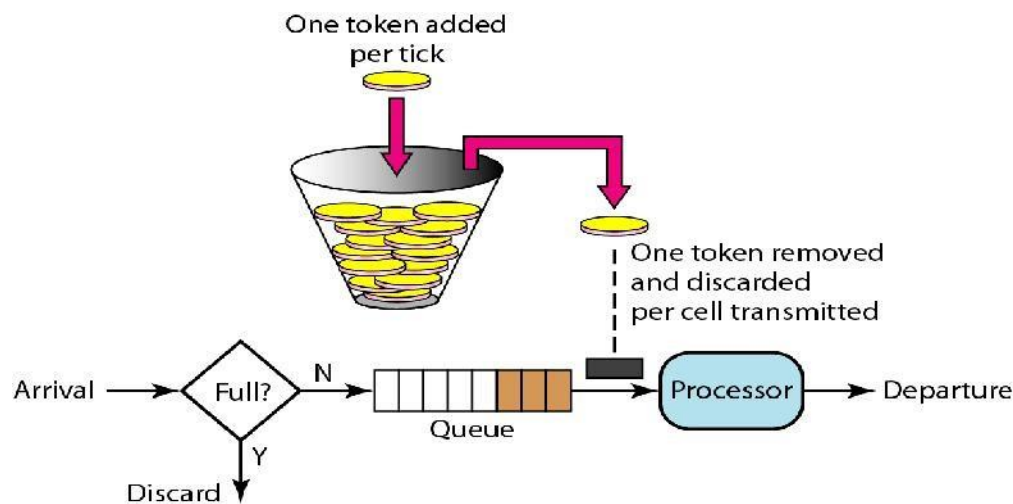 One token added
per tick
One token removed
and discarded
per cell transmitted
Arrival
Full?
N
Queue
Processor
Departure
Y
Discard